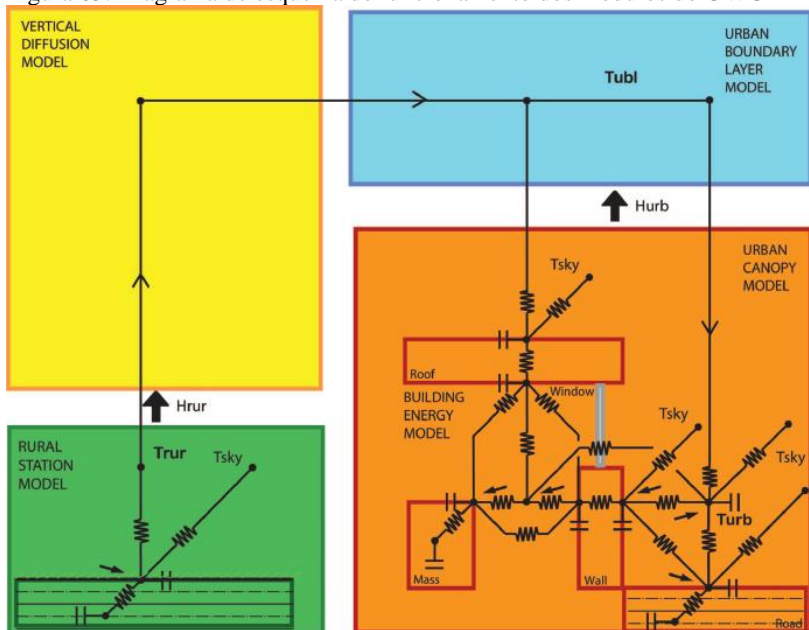 VERTICAL
DIFFUSION
MODEL
URBAN
BOUNDARY
LAYER
MODEL
Tubl
Hurb
URBAN
CANOPY
MODEL
Tsky
Roof
Window
BUILDING
ENERGY
MODEL
Tsky
Tsky
Turb
Mass
Wall
Road
Hrur
RURAL
STATION
MODEL
Trur
Tsky